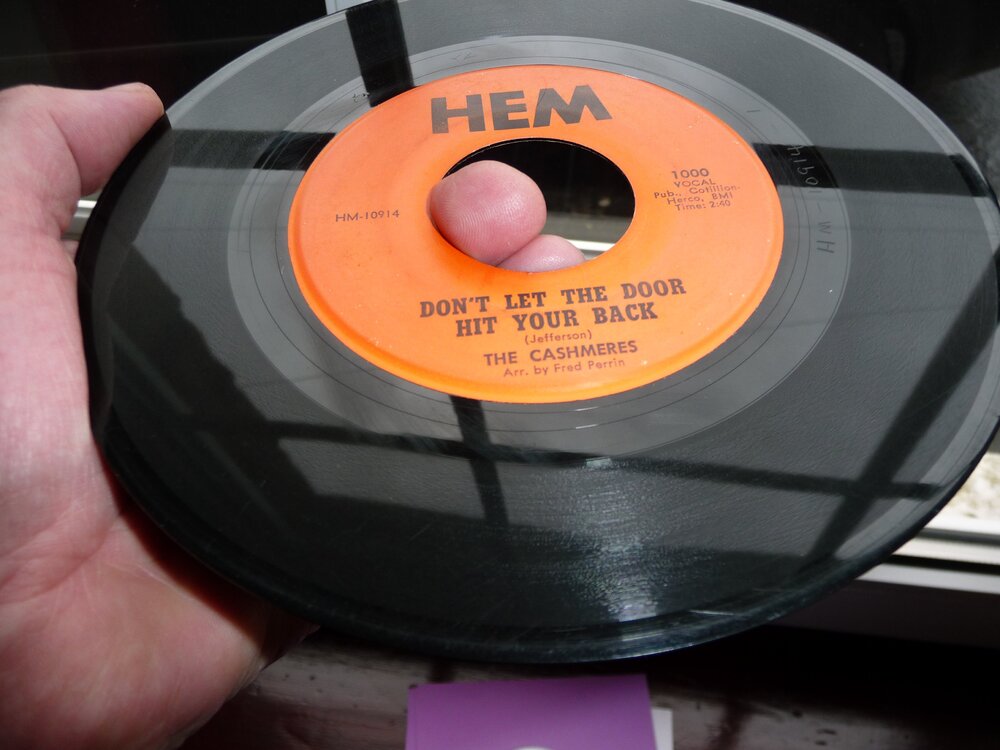 HEM
HM-10914
1000
VOCAL
Pub., Cotillion-
Herco, BMI
Time: 2:40
DON'T LET THE DOOR
HIT YOUR BACK
(Jefferson)
THE CASHMERES
Arr. by Fred Perrin